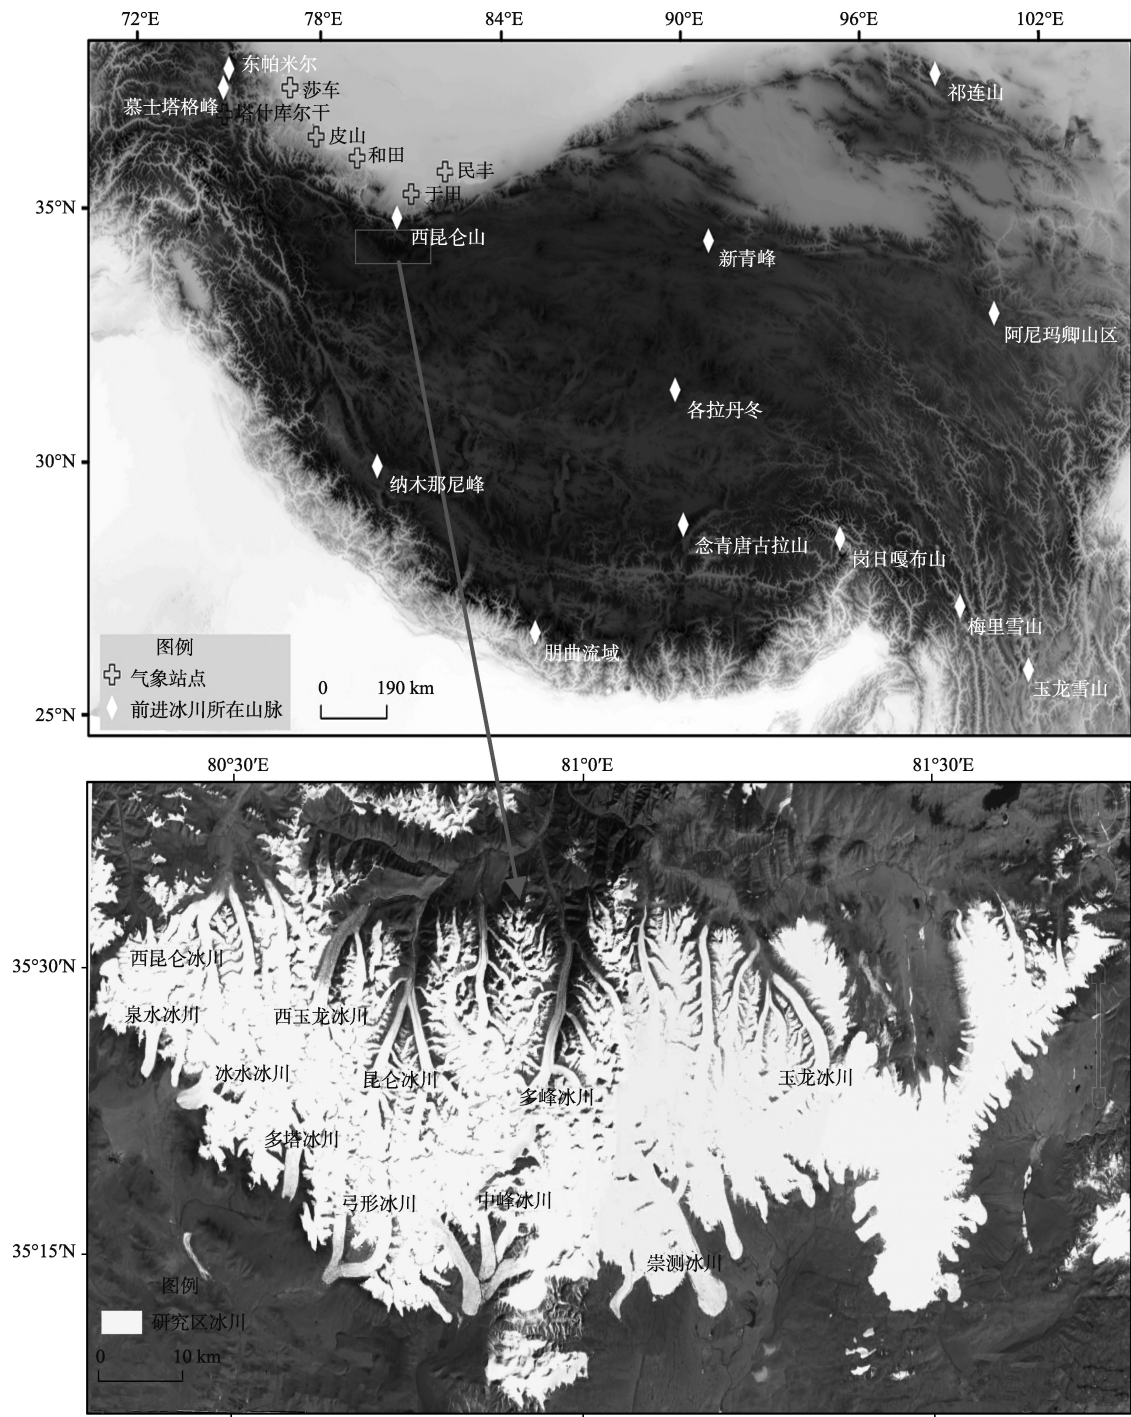 72°E 78°E 84°E 90°E 96°E 102°E
东帕米尔
莎车
祁连山
慕士塔格峰
塔什库尔干
皮山
和田
民丰
于田
35°N
西昆仑山
新青峰
阿尼玛卿山区
各拉丹冬
30°N
纳木那尼峰
念青唐古拉山
岗日嘎布山
梅里雪山
朋曲流域
玉龙雪山
图例
气象站点
前进冰川所在山脉
0 190 km
25°N
80°30′E 81°0′E 81°30′E
西昆仑冰川
35°30′N
泉水冰川
西玉龙冰川
冰水冰川
昆仑冰川
玉龙冰川
多峰冰川
多塔冰川
弓形冰川
中峰冰川
35°15′N
崇测冰川
图例
研究区冰川
0 10 km